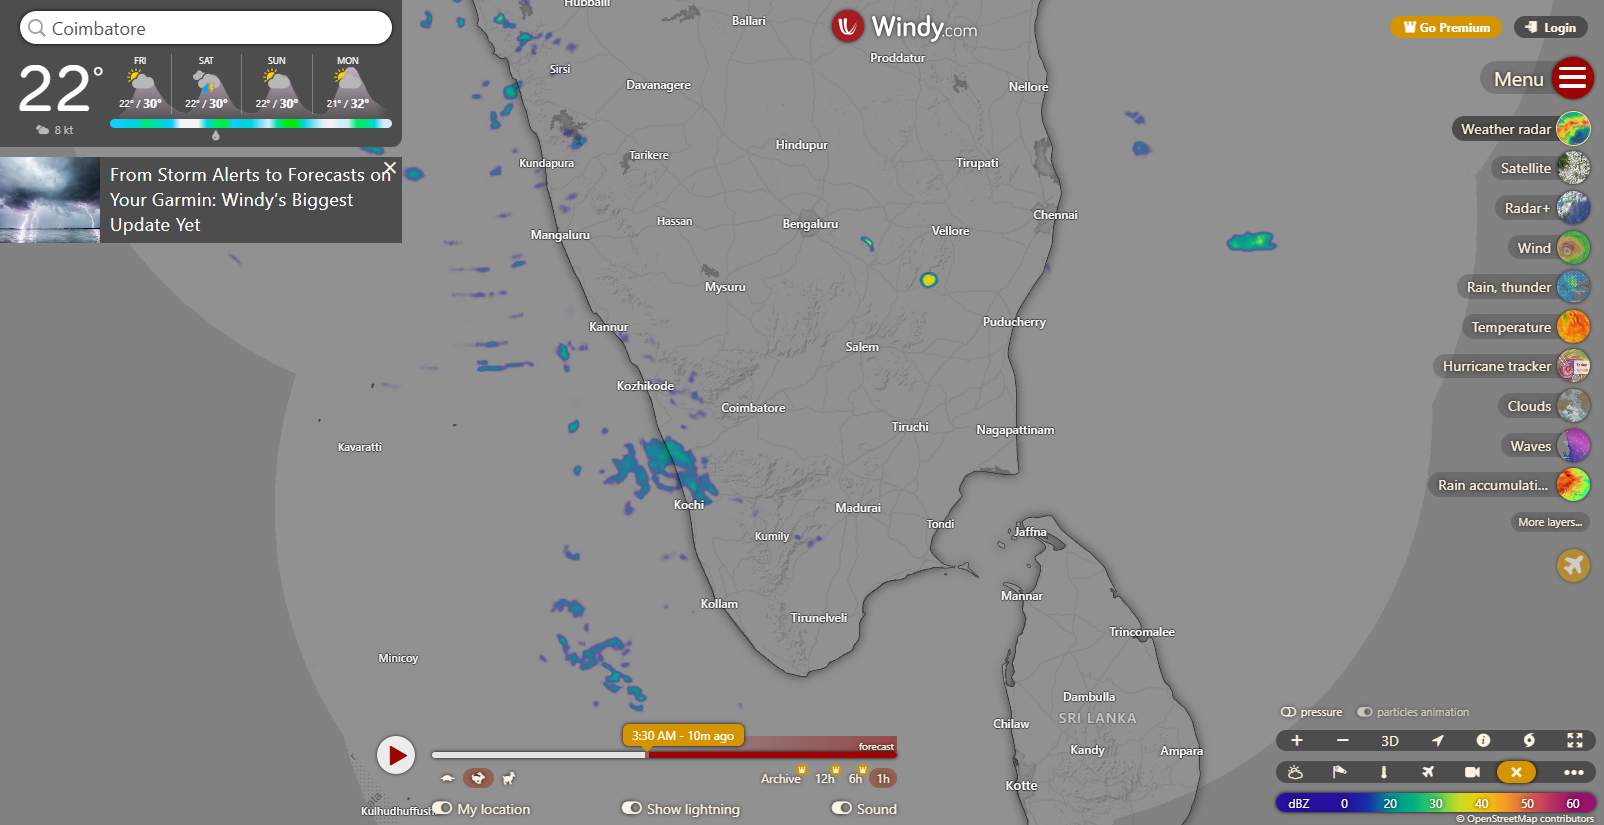 Coimbatore
22°
8 kt
FRI
22° / 30°
SAT
22° / 30°
SUN
22° / 30°
MON
21° / 32°
From Storm Alerts to Forecasts on
Your Garmin: Windy's Biggest
Update Yet
Windy.com
Go Premium
Login
Menu
Weather radar
Satellite
Radar+
Wind
Rain, thunder
Temperature
Hurricane tracker
Clouds
Waves
Rain accumulati...
More layers...
Hubballi
Ballari
Proddatur
Sirsi
Davanagere
Nellore
Hindupur
Kundapura
Tarikere
Tirupati
Hassan
Bengaluru
Chennai
Mangaluru
Vellore
Mysuru
Kannur
Puducherry
Salem
Kozhikode
Coimbatore
Tiruchi
Nagapattinam
Kavaratti
Kochi
Madurai
Tondi
Jaffna
Kumily
Kollam
Mannar
Tirunelveli
Trincomalee
Minicoy
Dambulla
SRI LANKA
Chilaw
Kandy
Ampara
Kotte
Kulhudhuffushi
3:30 AM - 10m ago
forecast
Archive 12h 6h 1h
My location
Show lightning
Sound
pressure
particles animation
3D
dBZ 0 20 30 40 50 60
© OpenStreetMap contributors